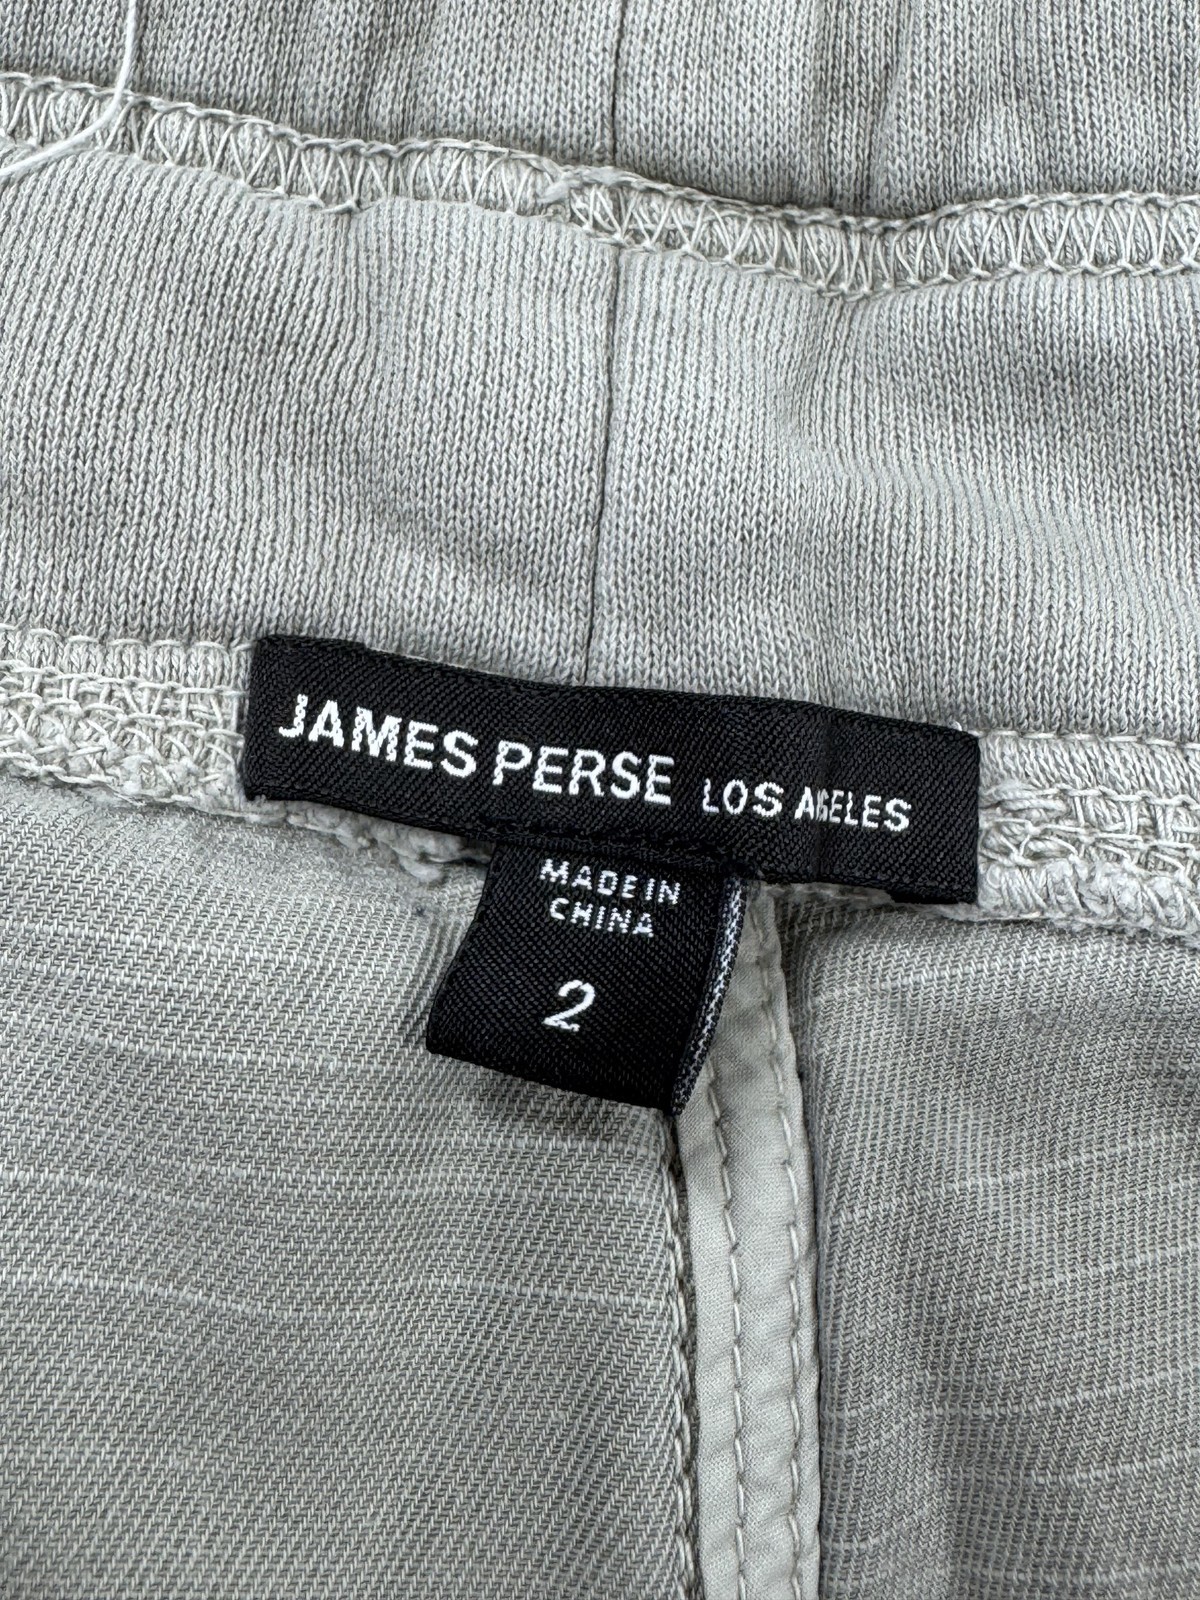 JAMES PERSE LOS ANGELES
MADE IN
CHINA
2